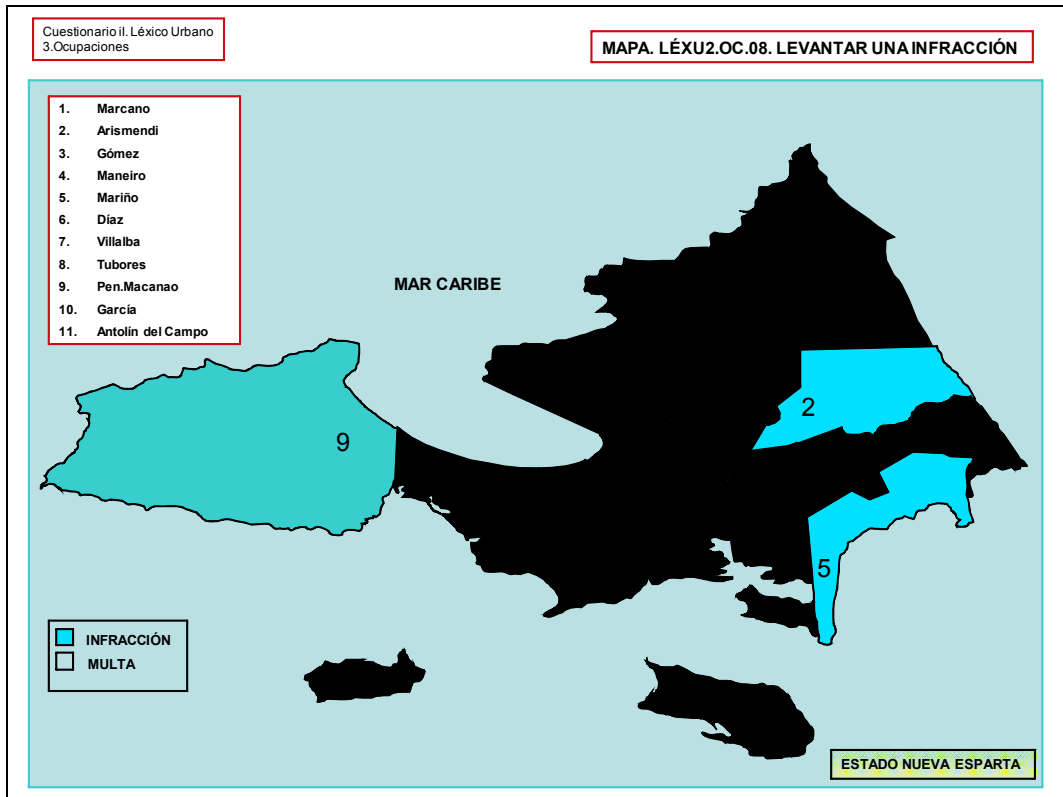 Cuestionario iI. Léxico Urbano
3.Ocupaciones
MAPA. LÉXU2.OC.08. LEVANTAR UNA INFRACCIÓN
1. Marcano
2. Arismendi
3. Gómez
4. Maneiro
5. Mariño
6. Díaz
7. Villalba
8. Tubores
9. Pen.Macanao
10. García
11. Antolín del Campo
MAR CARIBE
2
9
5
INFRACCIÓN
MULTA
ESTADO NUEVA ESPARTA